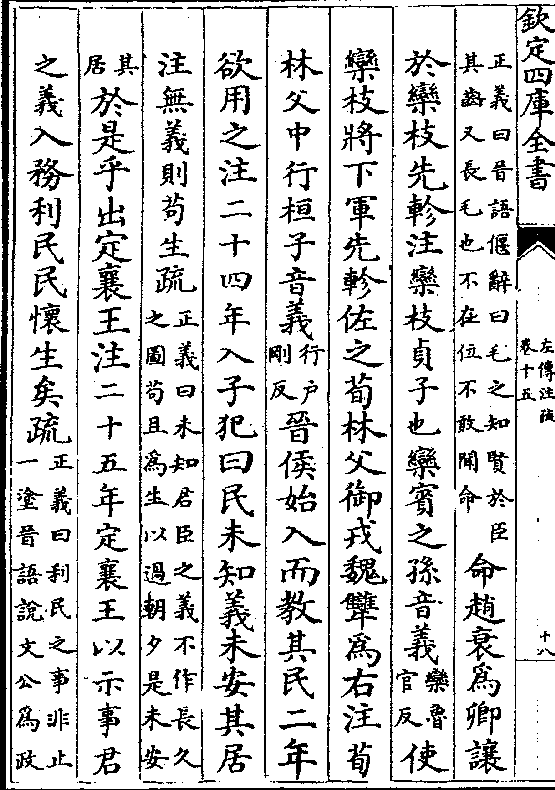 欽定四庫全書
左傳注疏
卷十五
十八
正義曰晉語偃辭曰毛之知賢於臣
其齒又長毛也不在位不敢聞命
命趙衰爲卿讓
於欒枝先軫注欒枝貞子也欒賓之孫音義
欒魯
官反
使
欒枝將下軍先軫佐之荀林父御戎魏犫爲右注荀
林父中行桓子音義
行户
剛反
晉侯始入而教其民二年
欲用之注二十四年入子犯曰民未知義未安其居
注無義則苟生疏
正義曰未知君臣之義不作長久
之圖苟且爲生以過朝夕是未安
其
居
於是乎出定襄王注二十五年定襄王以示事君
之義入務利民民懷生矣疏
正義曰利民之事非止
一塗晉語說文公爲政